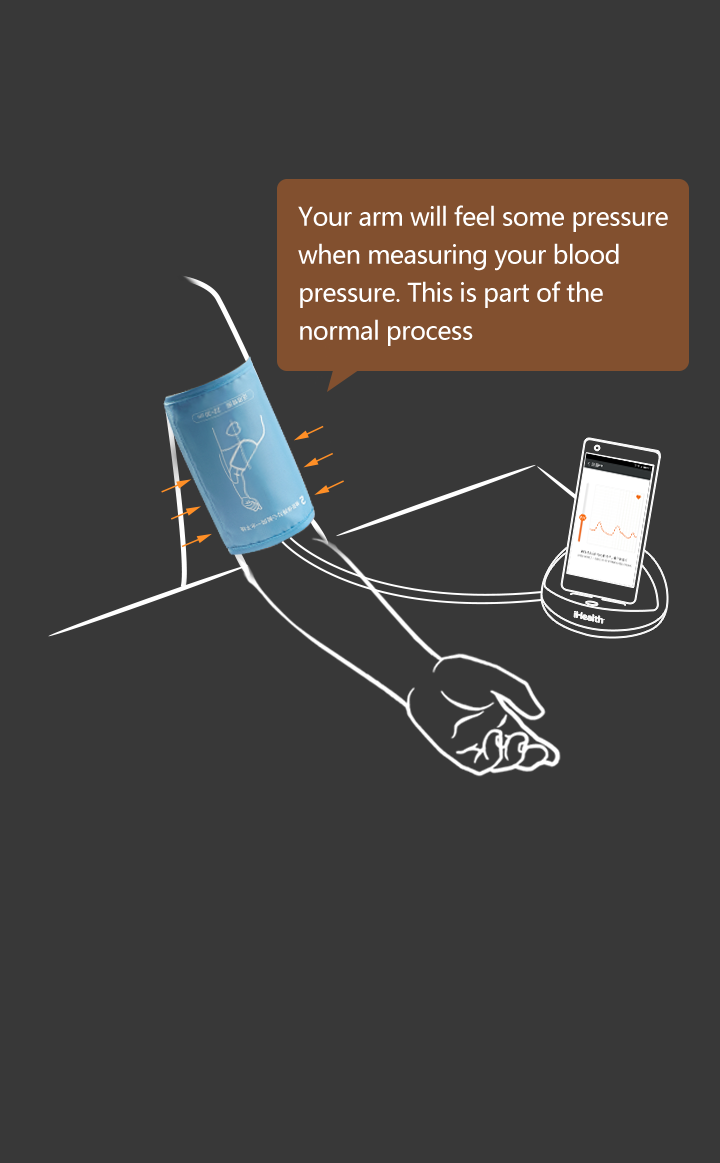 Your arm will feel some pressure
when measuring your blood
pressure. This is part of the
normal process
iHealth